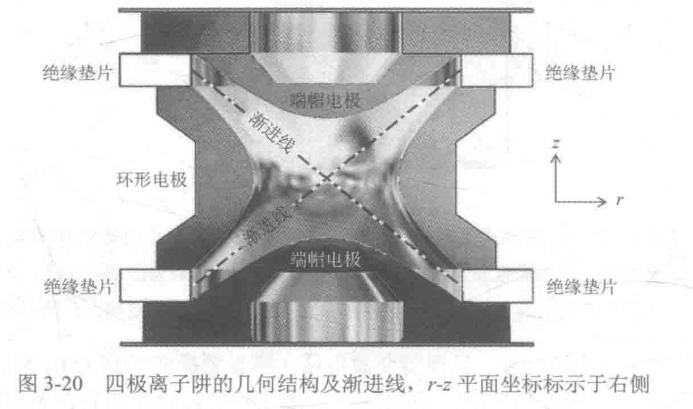 绝缘垫片
绝缘垫片
端帽电极
渐进线
环形电极
z
r
渐进线
端帽电极
绝缘垫片
绝缘垫片
图 3-20 四极离子阱的几何结构及渐进线，r-z 平面坐标标示于右侧